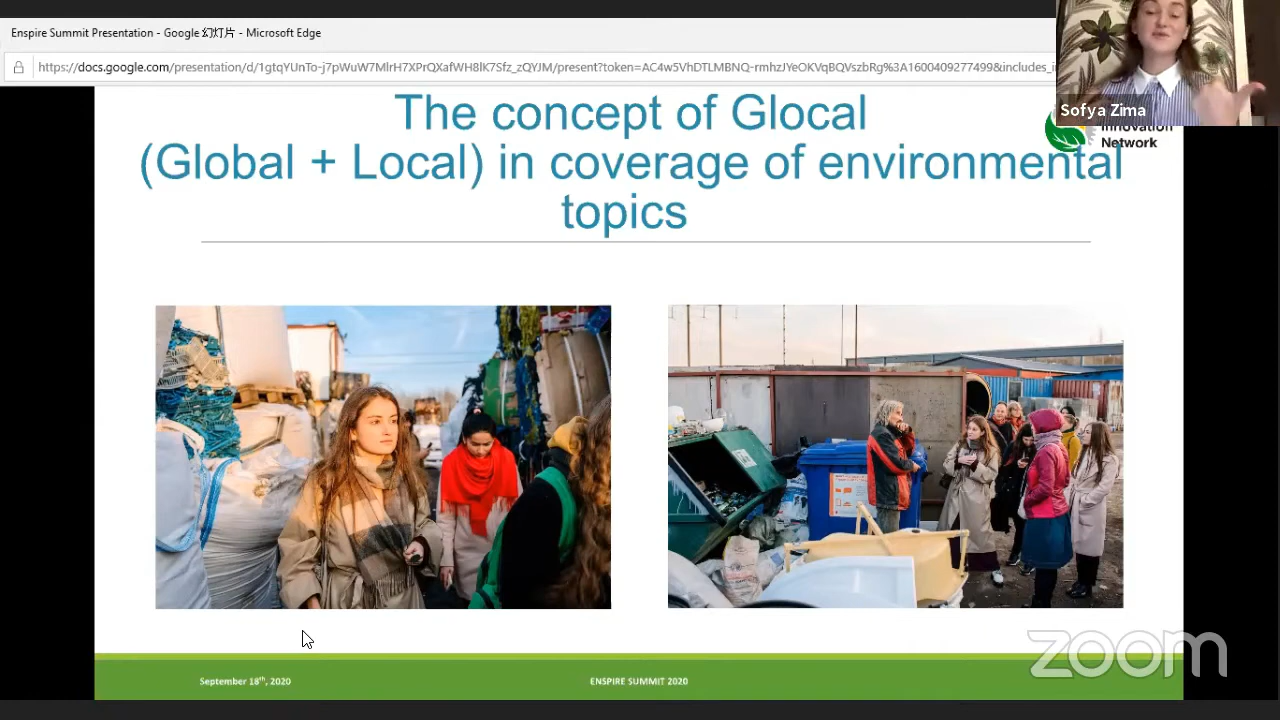 Enspire Summit Presentation - Google 幻灯片 - Microsoft Edge
https://docs.google.com/presentation/d/1gtqYUnTo-j7pWuW7MlrH7XPrQXafWH8lK7Sfz_zQYJM/present?token=AC4w5VhDTLMBNQ-rmhzJYeOKVqBQVszbRg%3A1600409277499&includes_i
Sofya Zima
Innovation
Network
The concept of Glocal
(Global + Local) in coverage of environmental
topics
zoom
September 18th, 2020
ENSPIRE SUMMIT 2020